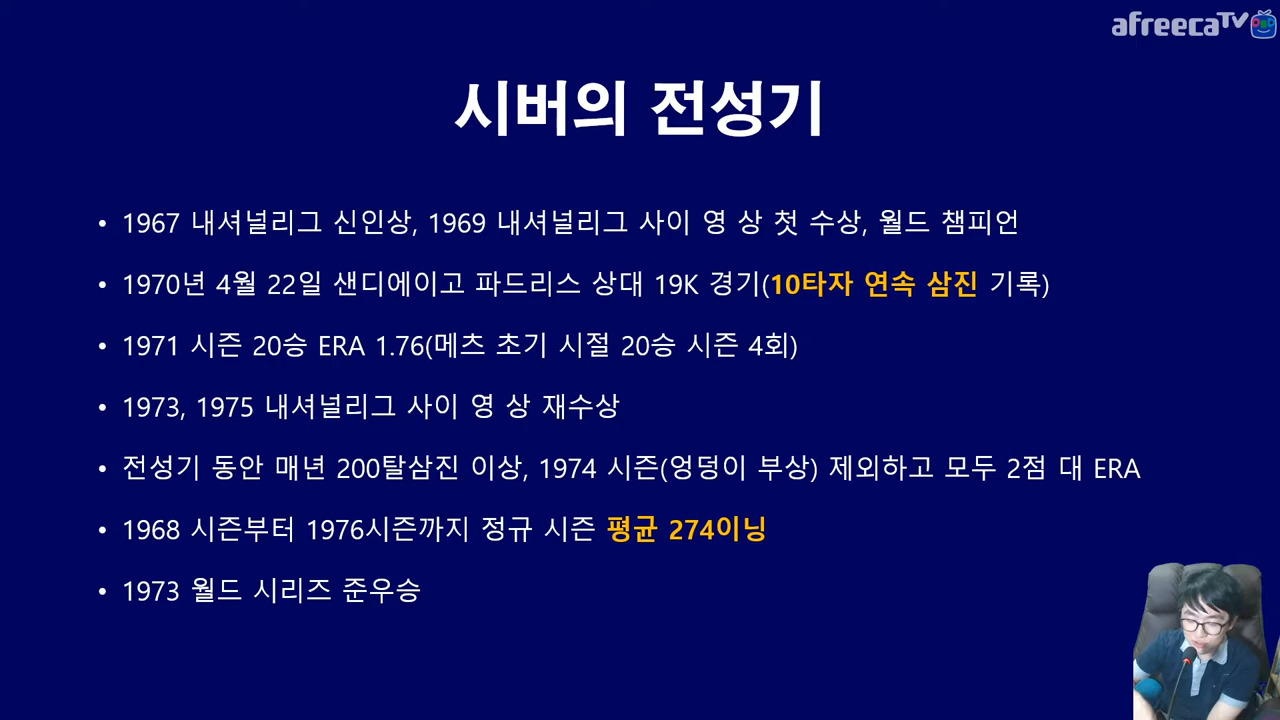 afreecaTV
시버의 전성기
• 1967 내셔널리그 신인상, 1969 내셔널리그 사이 영 상 첫 수상, 월드 챔피언
• 1970년 4월 22일 샌디에이고 파드리스 상대 19K 경기(10타자 연속 삼진 기록)
• 1971 시즌 20승 ERA 1.76(메츠 초기 시절 20승 시즌 4회)
• 1973, 1975 내셔널리그 사이 영 상 재수상
• 전성기 동안 매년 200탈삼진 이상, 1974 시즌(엉덩이 부상) 제외하고 모두 2점 대 ERA
• 1968 시즌부터 1976시즌까지 정규 시즌 평균 274이닝
• 1973 월드 시리즈 준우승